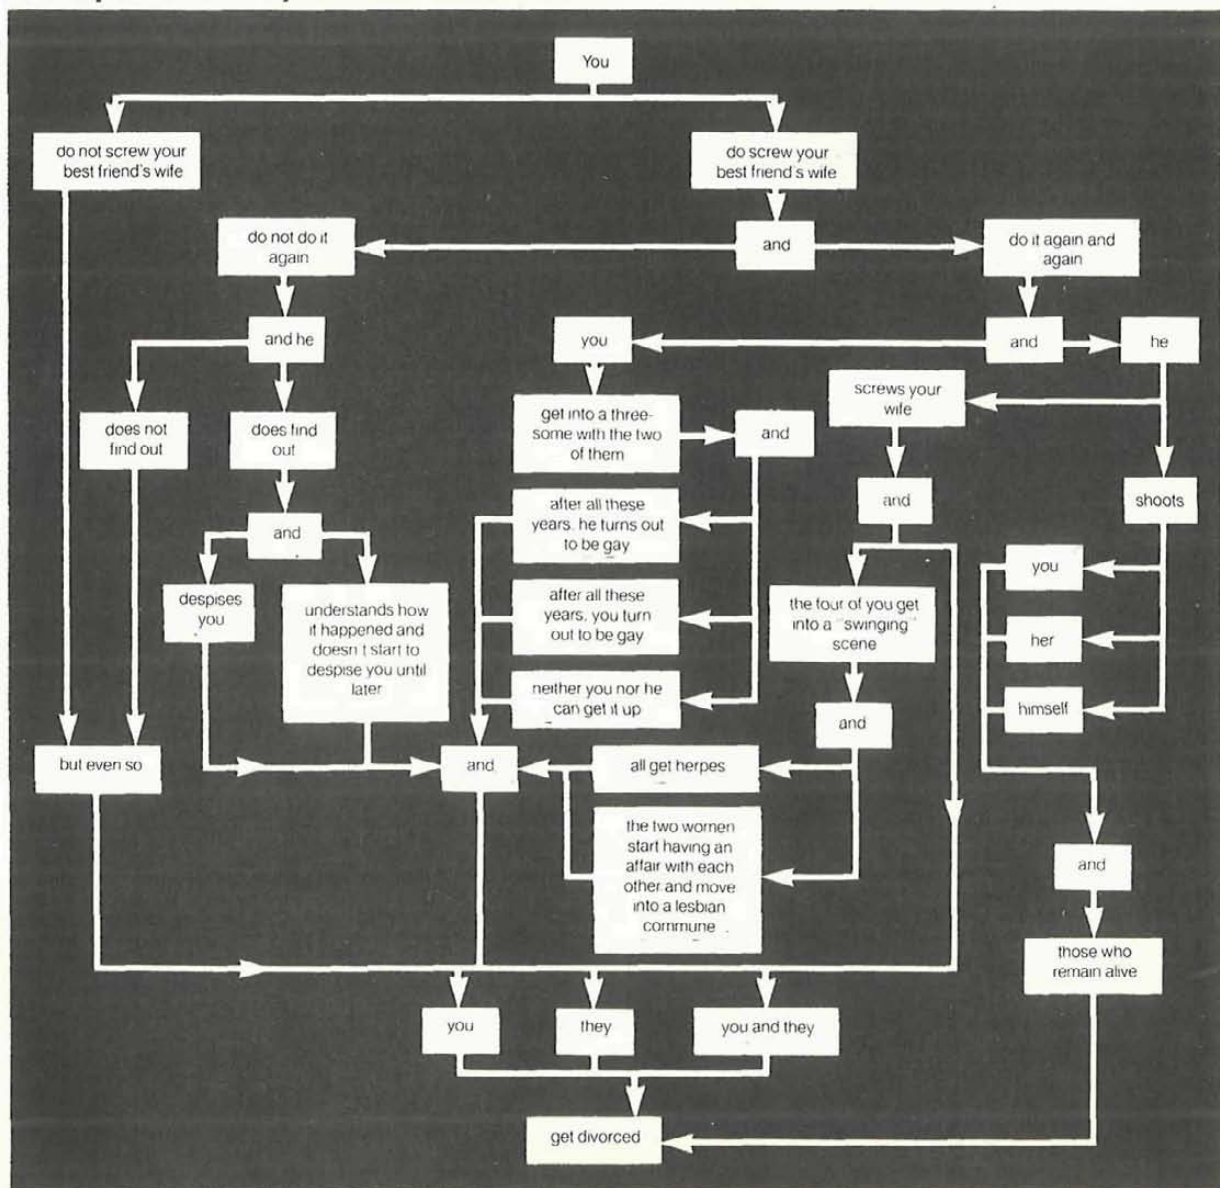 You
do not screw your
best friend's wife
do screw your
best friend's wife
do not do it
again
and
do it again and
again
and he
you
and
he
screws your
wife
does not
find out
does find
out
get into a three-
some with the two
of them
and
and
shoots
and
after all these
years, he turns out
to be gay
you
despises
you
understands how
it happened and
doesn't start to
despise you until
later
after all these
years, you turn
out to be gay
the four of you get
into a "swinging"
scene
her
neither you nor he
can get it up
and
himself
but even so
and
all get herpes
the two women
start having an
affair with each
other and move
into a lesbian
commune
and
those who
remain alive
you
they
you and they
get divorced